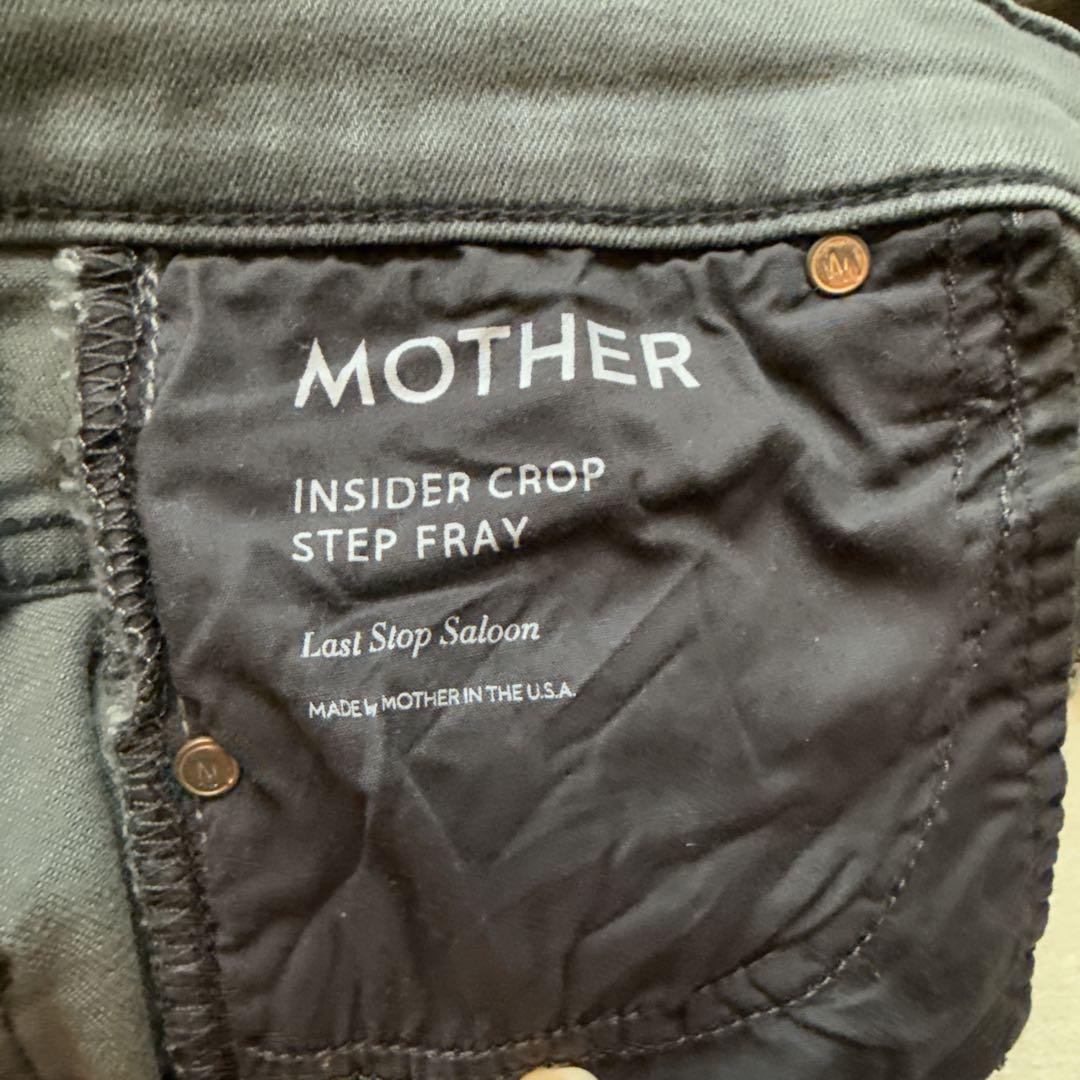 MOTHER
INSIDER CROP
STEP FRAY
Last Stop Saloon
MADE by MOTHER IN THE U.S.A.
M
M